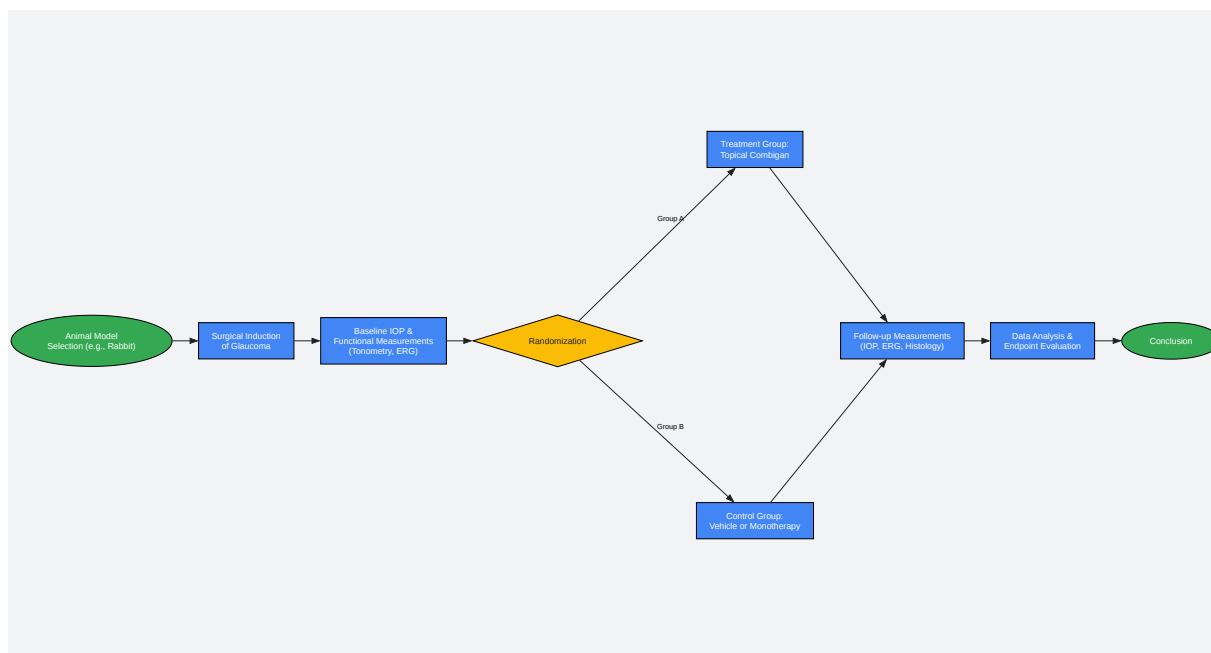 Animal Model
Selection (e.g., Rabbit)
Surgical Induction
of Glaucoma
Baseline IOP &
Functional Measurements
(Tonometry, ERG)
Randomization
Group A
Treatment Group:
Topical Combigan
Group B
Control Group:
Vehicle or Monotherapy
Follow-up Measurements
(IOP, ERG, Histology)
Data Analysis &
Endpoint Evaluation
Conclusion